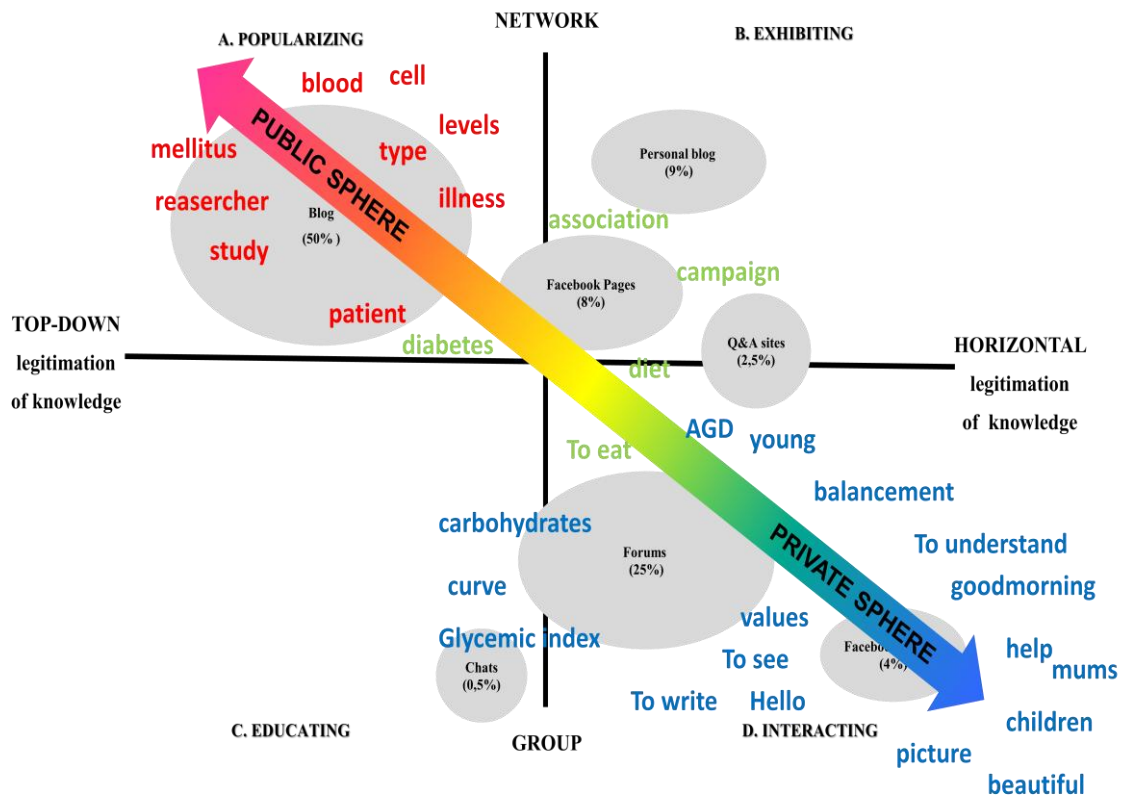 NETWORK
A. POPULARIZING
B. EXHIBITING
blood
cell
levels
mellitus
type
PUBLIC SPHERE
Personal blog
(9%)
reasercher
illness
Blog
(50% )
association
study
campaign
Facebook Pages
(8%)
patient
diabetes
TOP-DOWN
legitimation
of knowledge
Q&A sites
(2,5%)
HORIZONTAL
legitimation
of knowledge
diet
AGD
young
To eat
balancement
carbohydrates
Forums
(25%)
To understand
goodmorning
curve
PRIVATE SPHERE
values
Glycemic index
Chats
(0,5%)
To see
(4%)
help
mums
To write
Hello
children
C. EDUCATING
GROUP
D. INTERACTING
picture
beautiful